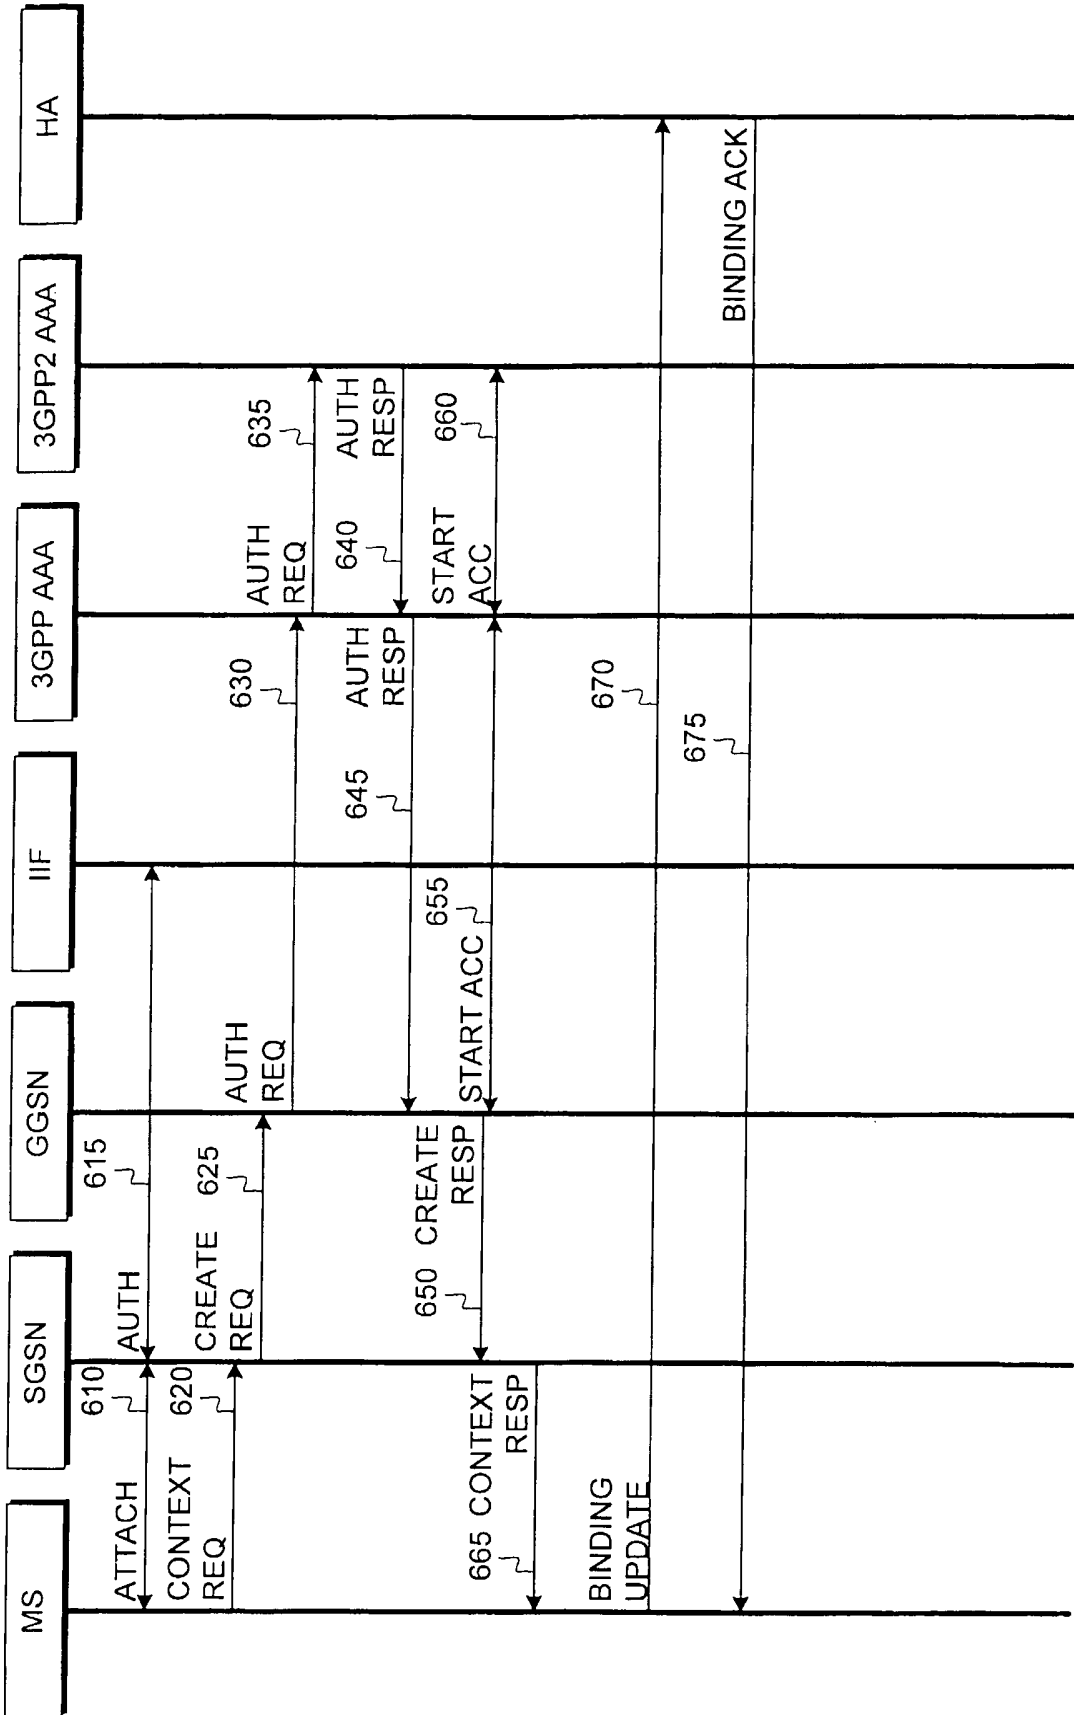 MS
SGSN
GGSN
IIF
3GPP AAA
3GPP2 AAA
HA
ATTACH
610
AUTH
615
CONTEXT
REQ
620
CREATE
REQ
625
AUTH
REQ
630
AUTH
REQ
635
AUTH
RESP
640
AUTH
RESP
645
650 CREATE
RESP
START ACC
655
START
ACC
660
665 CONTEXT
RESP
BINDING
UPDATE
670
675
BINDING ACK